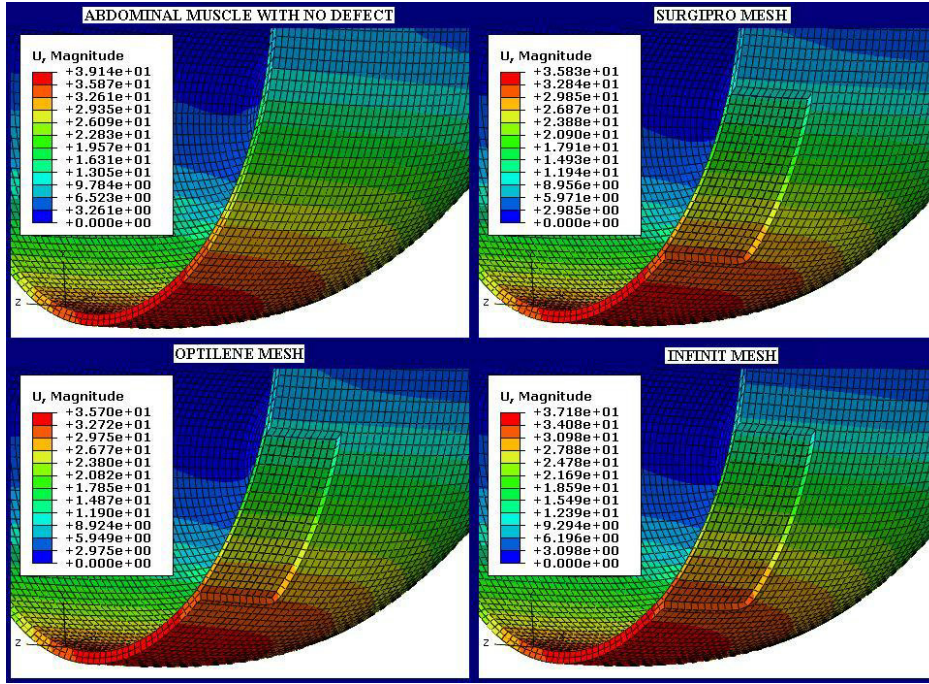 ABDOMINAL MUSCLE WITH NO DEFECT
U, Magnitude
+3.914e+01
+3.587e+01
+3.261e+01
+2.935e+01
+2.609e+01
+2.283e+01
+1.957e+01
+1.631e+01
+1.305e+01
+9.784e+00
+6.523e+00
+3.261e+00
+0.000e+00
z
SURGIPRO MESH
U, Magnitude
+3.583e+01
+3.284e+01
+2.985e+01
+2.687e+01
+2.388e+01
+2.090e+01
+1.791e+01
+1.493e+01
+1.194e+01
+8.956e+00
+5.971e+00
+2.985e+00
+0.000e+00
z
OPTILENE MESH
U, Magnitude
+3.570e+01
+3.272e+01
+2.975e+01
+2.677e+01
+2.380e+01
+2.082e+01
+1.785e+01
+1.487e+01
+1.190e+01
+8.924e+00
+5.949e+00
+2.975e+00
+0.000e+00
z
INFINIT MESH
U, Magnitude
+3.718e+01
+3.408e+01
+3.098e+01
+2.788e+01
+2.478e+01
+2.169e+01
+1.859e+01
+1.549e+01
+1.239e+01
+9.294e+00
+6.196e+00
+3.098e+00
+0.000e+00
z